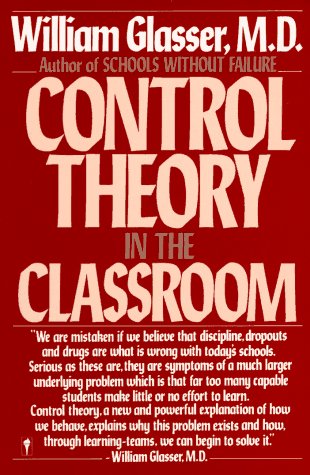 William Glasser, M.D.
Author of SCHOOLS WITHOUT FAILURE
CONTROL
THEORY
IN THE
CLASSROOM
"We are mistaken if we believe that discipline, dropouts
and drugs are what is wrong with today's schools.
Serious as these are, they are symptoms of a much larger
underlying problem which is that far too many capable
students make little or no effort to learn.
Control theory, a new and powerful explanation of how
we behave, explains why this problem exists and how,
through learning-teams, we can begin to solve it."
- William Glasser, M.D.